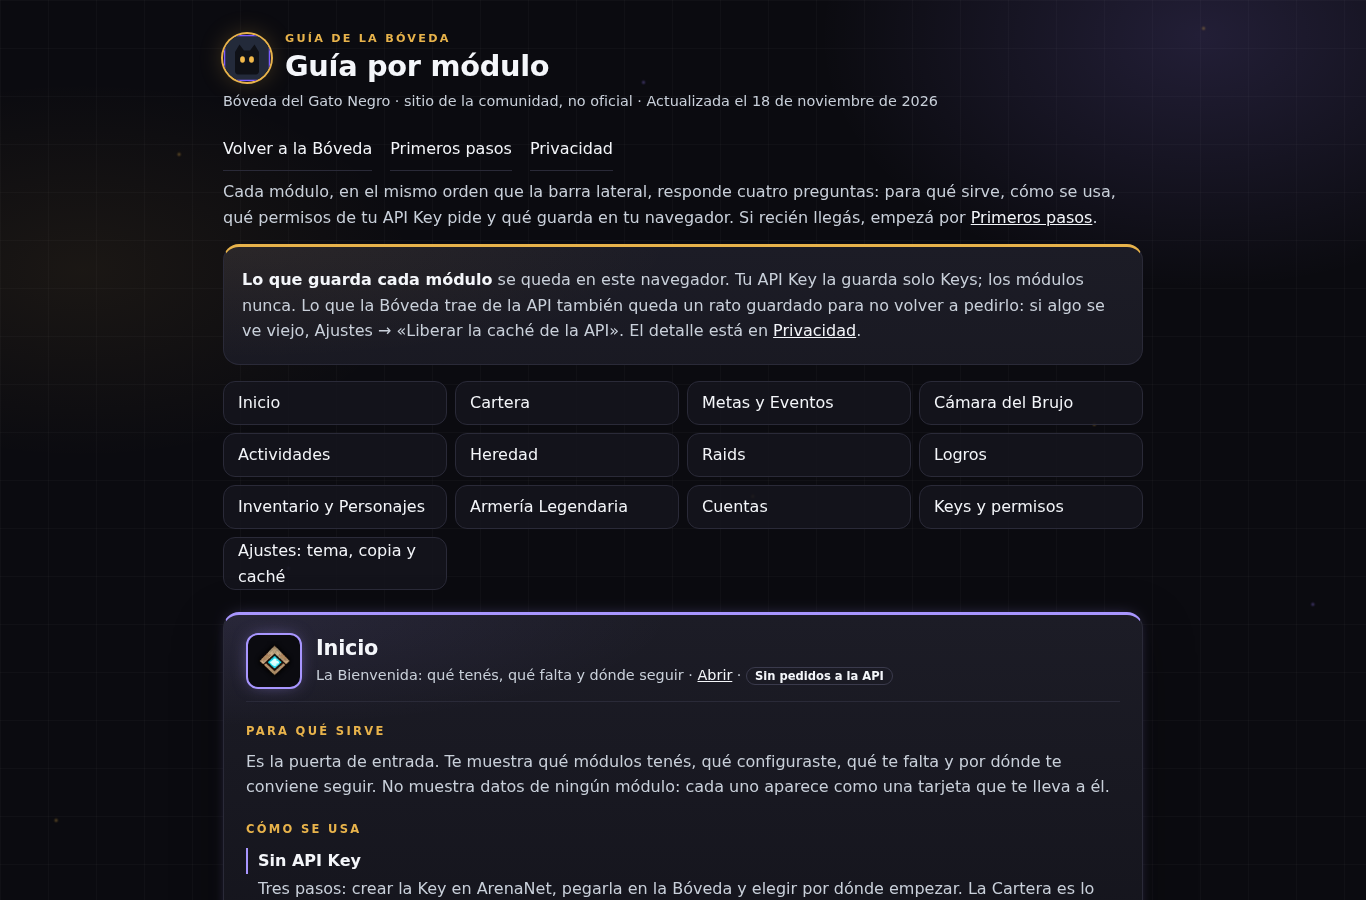 GUÍA DE LA BÓVEDA
Guía por módulo
Bóveda del Gato Negro · sitio de la comunidad, no oficial · Actualizada el 18 de noviembre de 2026
Volver a la Bóveda Primeros pasos Privacidad
Cada módulo, en el mismo orden que la barra lateral, responde cuatro preguntas: para qué sirve, cómo se usa,
qué permisos de tu API Key pide y qué guarda en tu navegador. Si recién llegás, empezá por Primeros pasos.
Lo que guarda cada módulo se queda en este navegador. Tu API Key la guarda solo Keys; los módulos
nunca. Lo que la Bóveda trae de la API también queda un rato guardado para no volver a pedirlo: si algo se
ve viejo, Ajustes → «Liberar la caché de la API». El detalle está en Privacidad.
Inicio Cartera Metas y Eventos Cámara del Brujo
Actividades Heredad Raids Logros
Inventario y Personajes Armería Legendaria Cuentas Keys y permisos
Ajustes: tema, copia y
caché
Inicio
La Bienvenida: qué tenés, qué falta y dónde seguir · Abrir · Sin pedidos a la API
PARA QUÉ SIRVE
Es la puerta de entrada. Te muestra qué módulos tenés, qué configuraste, qué te falta y por dónde te
conviene seguir. No muestra datos de ningún módulo: cada uno aparece como una tarjeta que te lleva a él.
CÓMO SE USA
Sin API Key
Tres pasos: crear la Key en ArenaNet, pegarla en la Bóveda y elegir por dónde empezar. La Cartera es lo